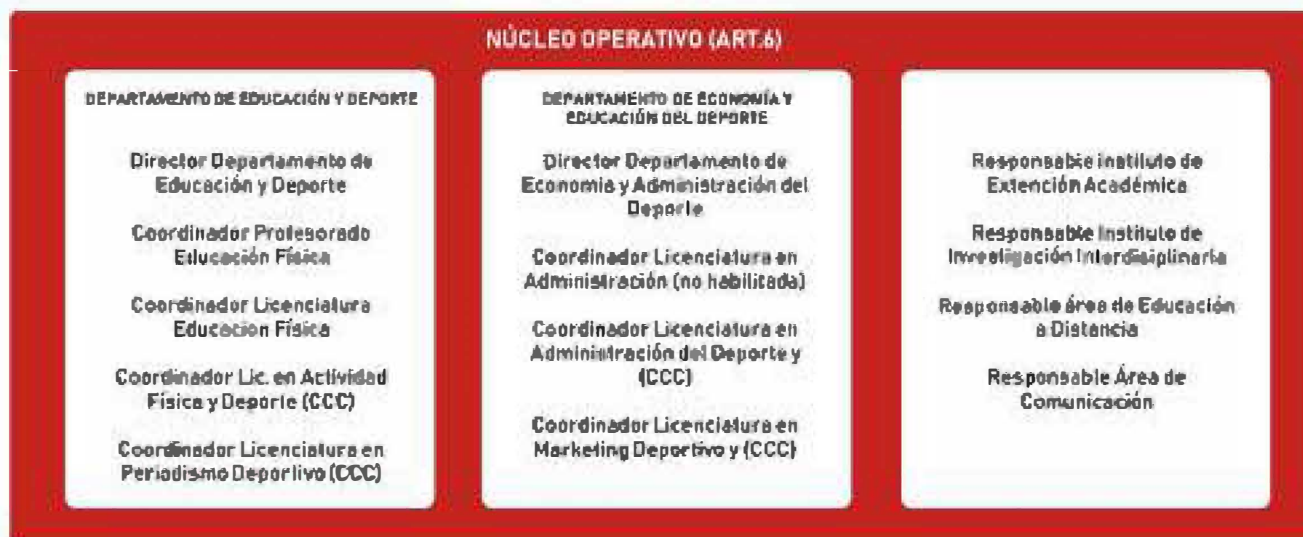 NÚCLEO OPERATIVO (ART.6)
DEPARTAMENTO DE EDUCACIÓN Y DEPORTE
Director Departamento de
Educación y Deporte
Coordinador Profesorado
Educación Física
Coordinador Licenciatura
Educacion Física
Coordinador Lic. en Actividad
Física y Deporte (CCC)
Coordinador Licenciatura en
Periodismo Deportivo (CCC)
DEPARTAMENTO DE ECONOMÍA Y
EDUCACIÓN DEL DEPORTE
Director Departamento de
Economía y Administración del
Deporte
Coordinador Licenciatura en
Administración (no habilitada)
Coordinador Licenciatura en
Administración del Deporte y
(CCC)
Coordinador Licenciatura en
Marketing Deportivo y (CCC)
Responsable instituto de
Extención Académica
Responsable Instituto de
Investigación Interdisiplinaria
Responsable área de Educación
a Distancia
Responsable Área de
Comunicación